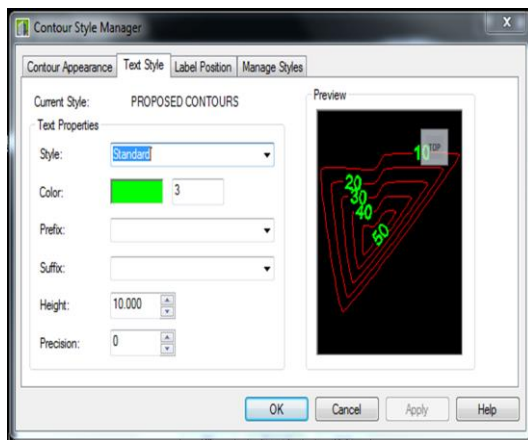 Contour Style Manager
X
Contour Appearance Text Style Label Position Manage Styles
Current Style: PROPOSED CONTOURS
Text Properties
Style: Standard
Color: 3
Prefix:
Suffix:
Height: 10.000
Precision: 0
Preview
TOP
10
20
30
40
50
OK Cancel Apply Help